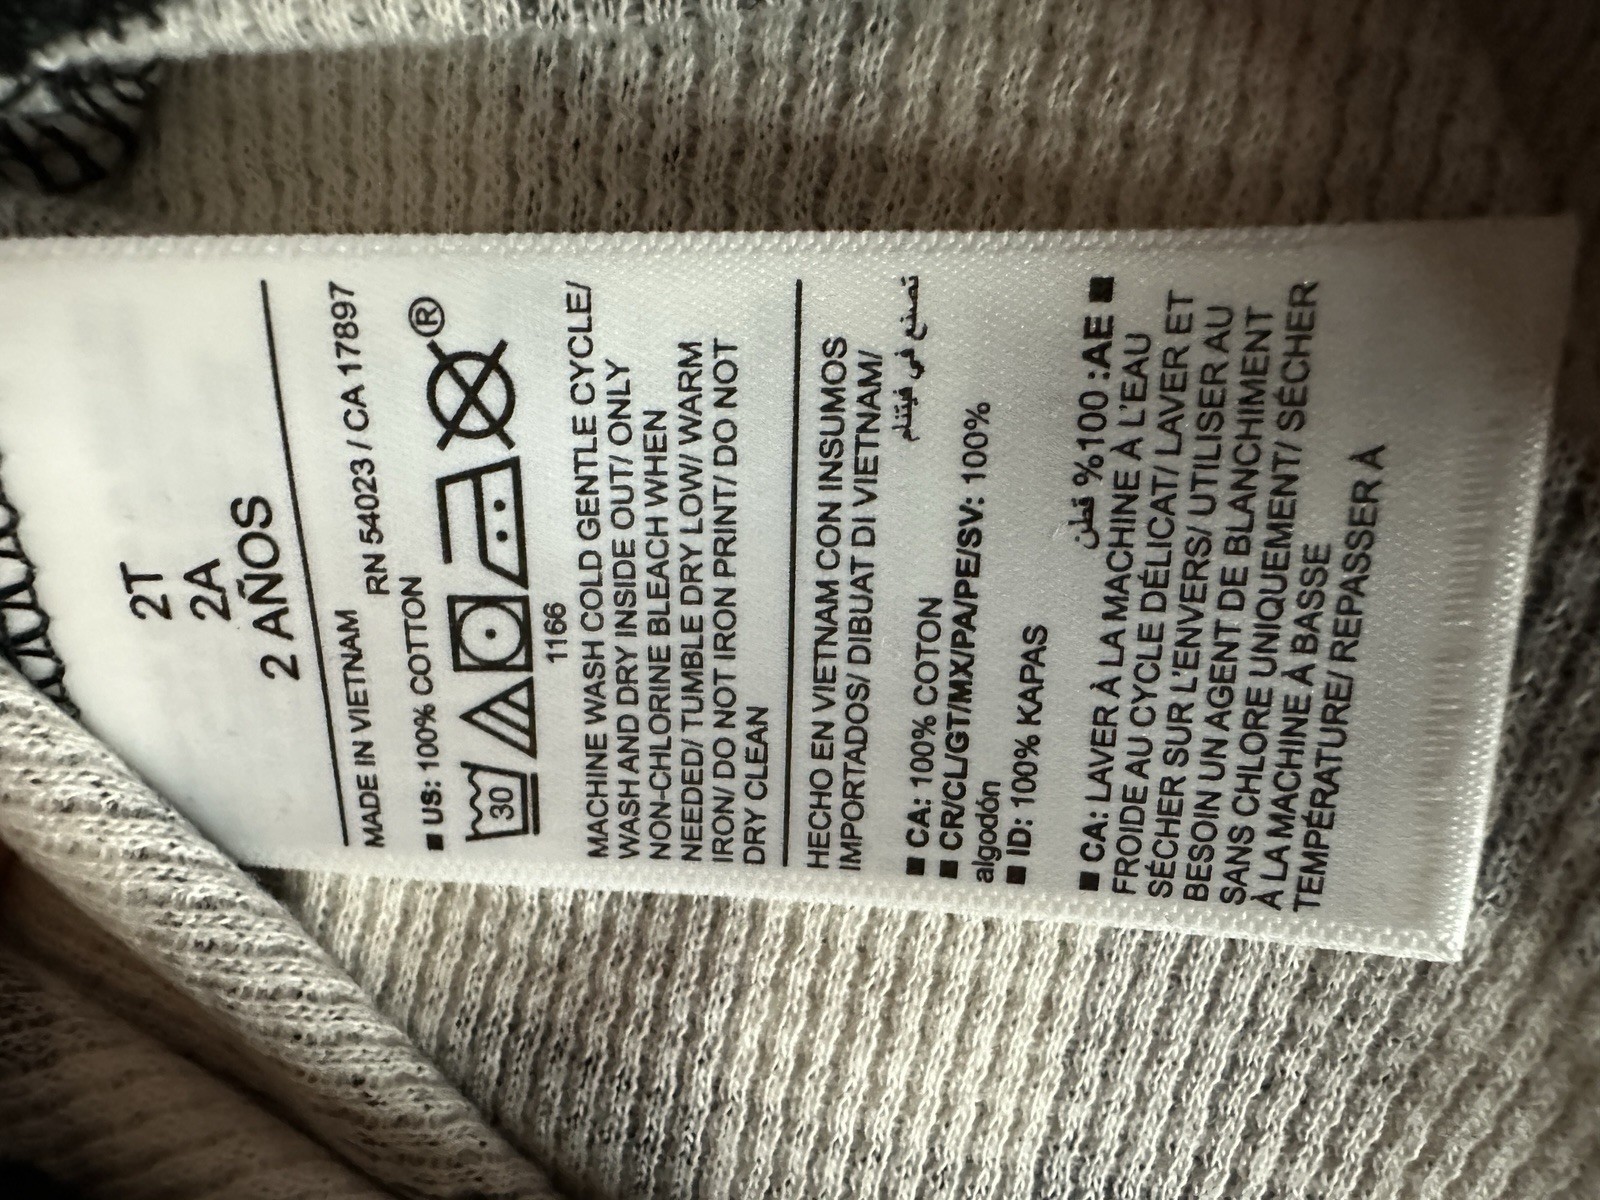 2T
2A
2 AÑOS
MADE IN VIETNAM
RN 54023 / CA 17897
■ US: 100% COTTON
30 ®
1166
MACHINE WASH COLD GENTLE CYCLE/
WASH AND DRY INSIDE OUT/ ONLY
NON-CHLORINE BLEACH WHEN
NEEDED/ TUMBLE DRY LOW/ WARM
IRON/ DO NOT IRON PRINT/ DO NOT
DRY CLEAN
HECHO EN VIETNAM CON INSUMOS
IMPORTADOS/ DIBUAT DI VIETNAM/
تصنع في فيتنام
■ CA: 100% COTON
■ CR/CL/GT/MX/PA/PE/SV: 100%
algodón
■ ID: 100% KAPAS
■ AE: 100% قطن
■ CA: LAVER À LA MACHINE À L'EAU
FROIDE AU CYCLE DÉLICAT/ LAVER ET
SÉCHER SUR L'ENVERS/ UTILISER AU
BESOIN UN AGENT DE BLANCHIMENT
SANS CHLORE UNIQUEMENT/ SÉCHER
À LA MACHINE À BASSE
TEMPÉRATURE/ REPASSER À